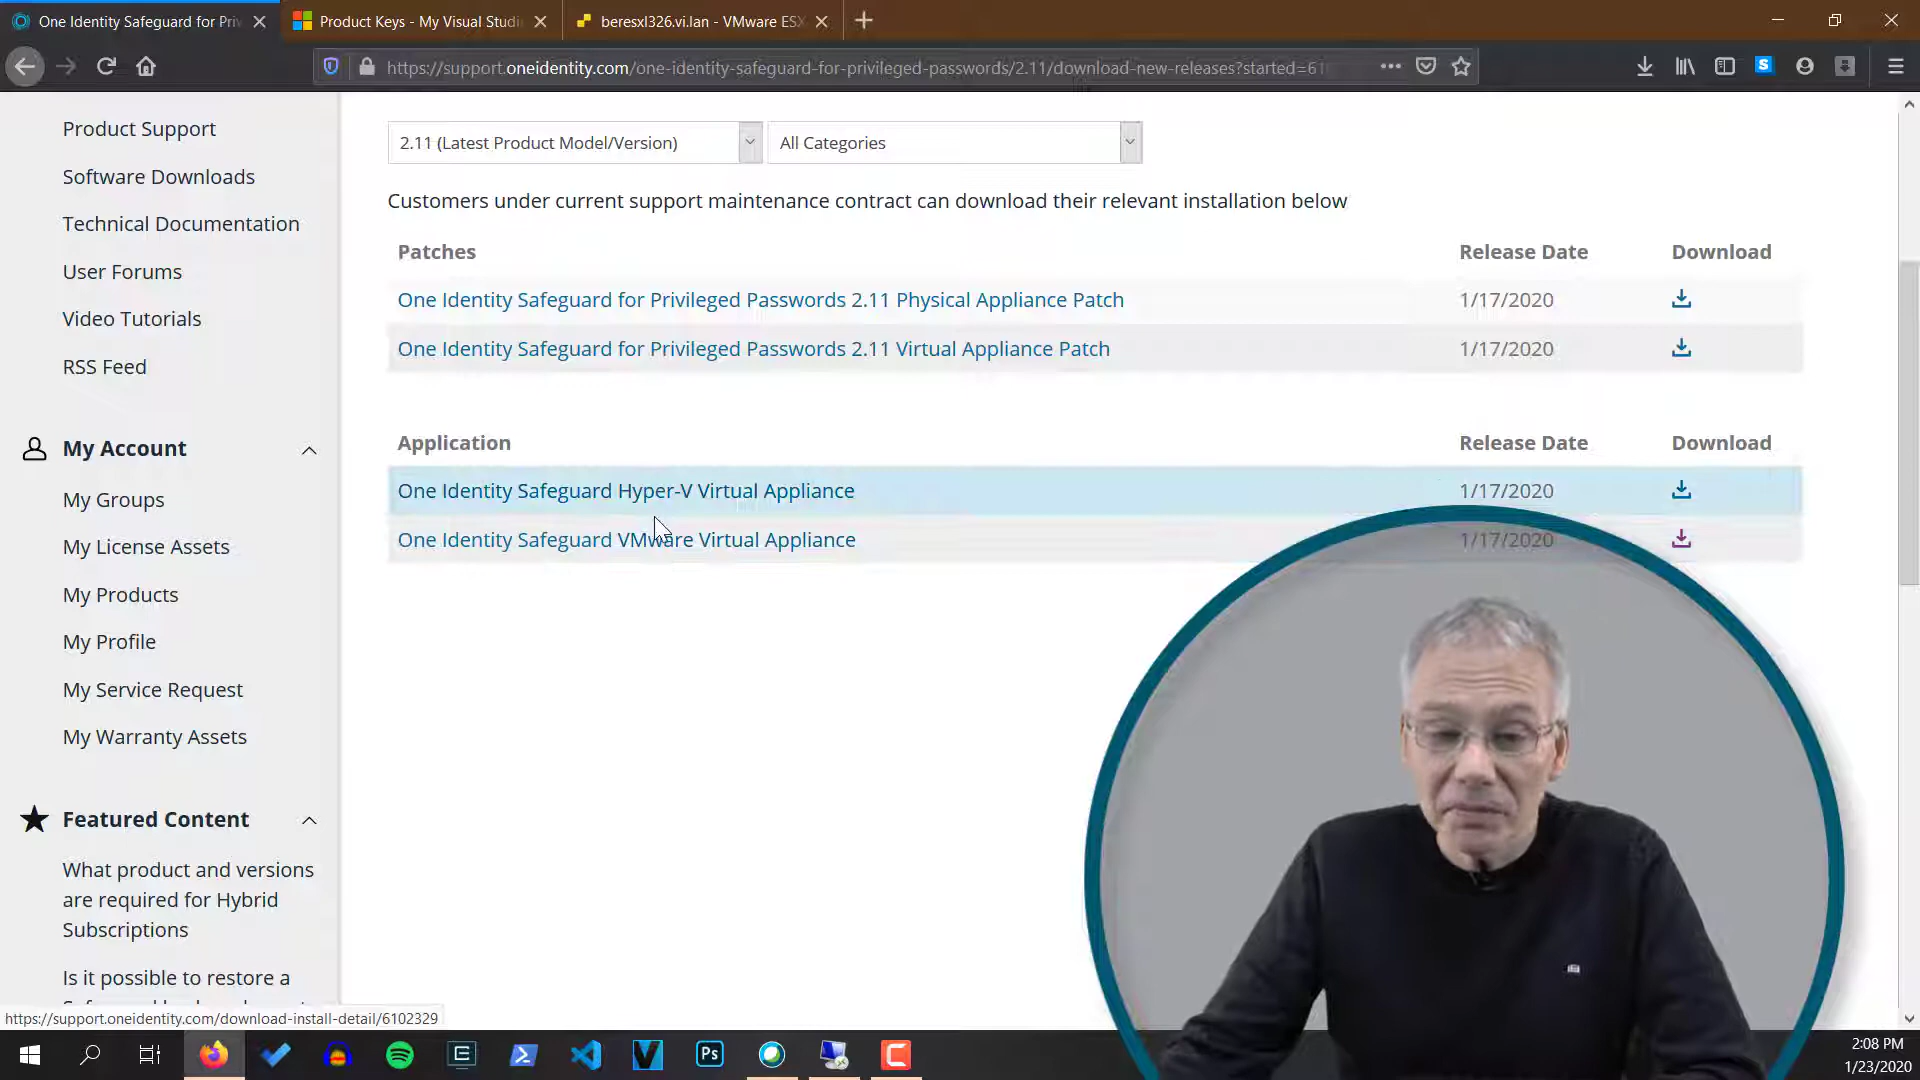 One Identity Safeguard for Pri
Product Keys - My Visual Studi
beresxl326.vi.lan - VMware ESX
https://support.oneidentity.com/one-identity-safeguard-for-privileged-passwords/2.11/download-new-releases?started=61
Product Support
Software Downloads
Technical Documentation
User Forums
Video Tutorials
RSS Feed
My Account
My Groups
My License Assets
My Products
My Profile
My Service Request
My Warranty Assets
Featured Content
What product and versions
are required for Hybrid
Subscriptions
Is it possible to restore a
2.11 (Latest Product Model/Version)
All Categories
Customers under current support maintenance contract can download their relevant installation below
Patches Release Date Download
One Identity Safeguard for Privileged Passwords 2.11 Physical Appliance Patch 1/17/2020
One Identity Safeguard for Privileged Passwords 2.11 Virtual Appliance Patch 1/17/2020
Application Release Date Download
One Identity Safeguard Hyper-V Virtual Appliance 1/17/2020
One Identity Safeguard VMware Virtual Appliance 1/17/2020
https://support.oneidentity.com/download-install-detail/6102329
Ps
2:08 PM
1/23/2020